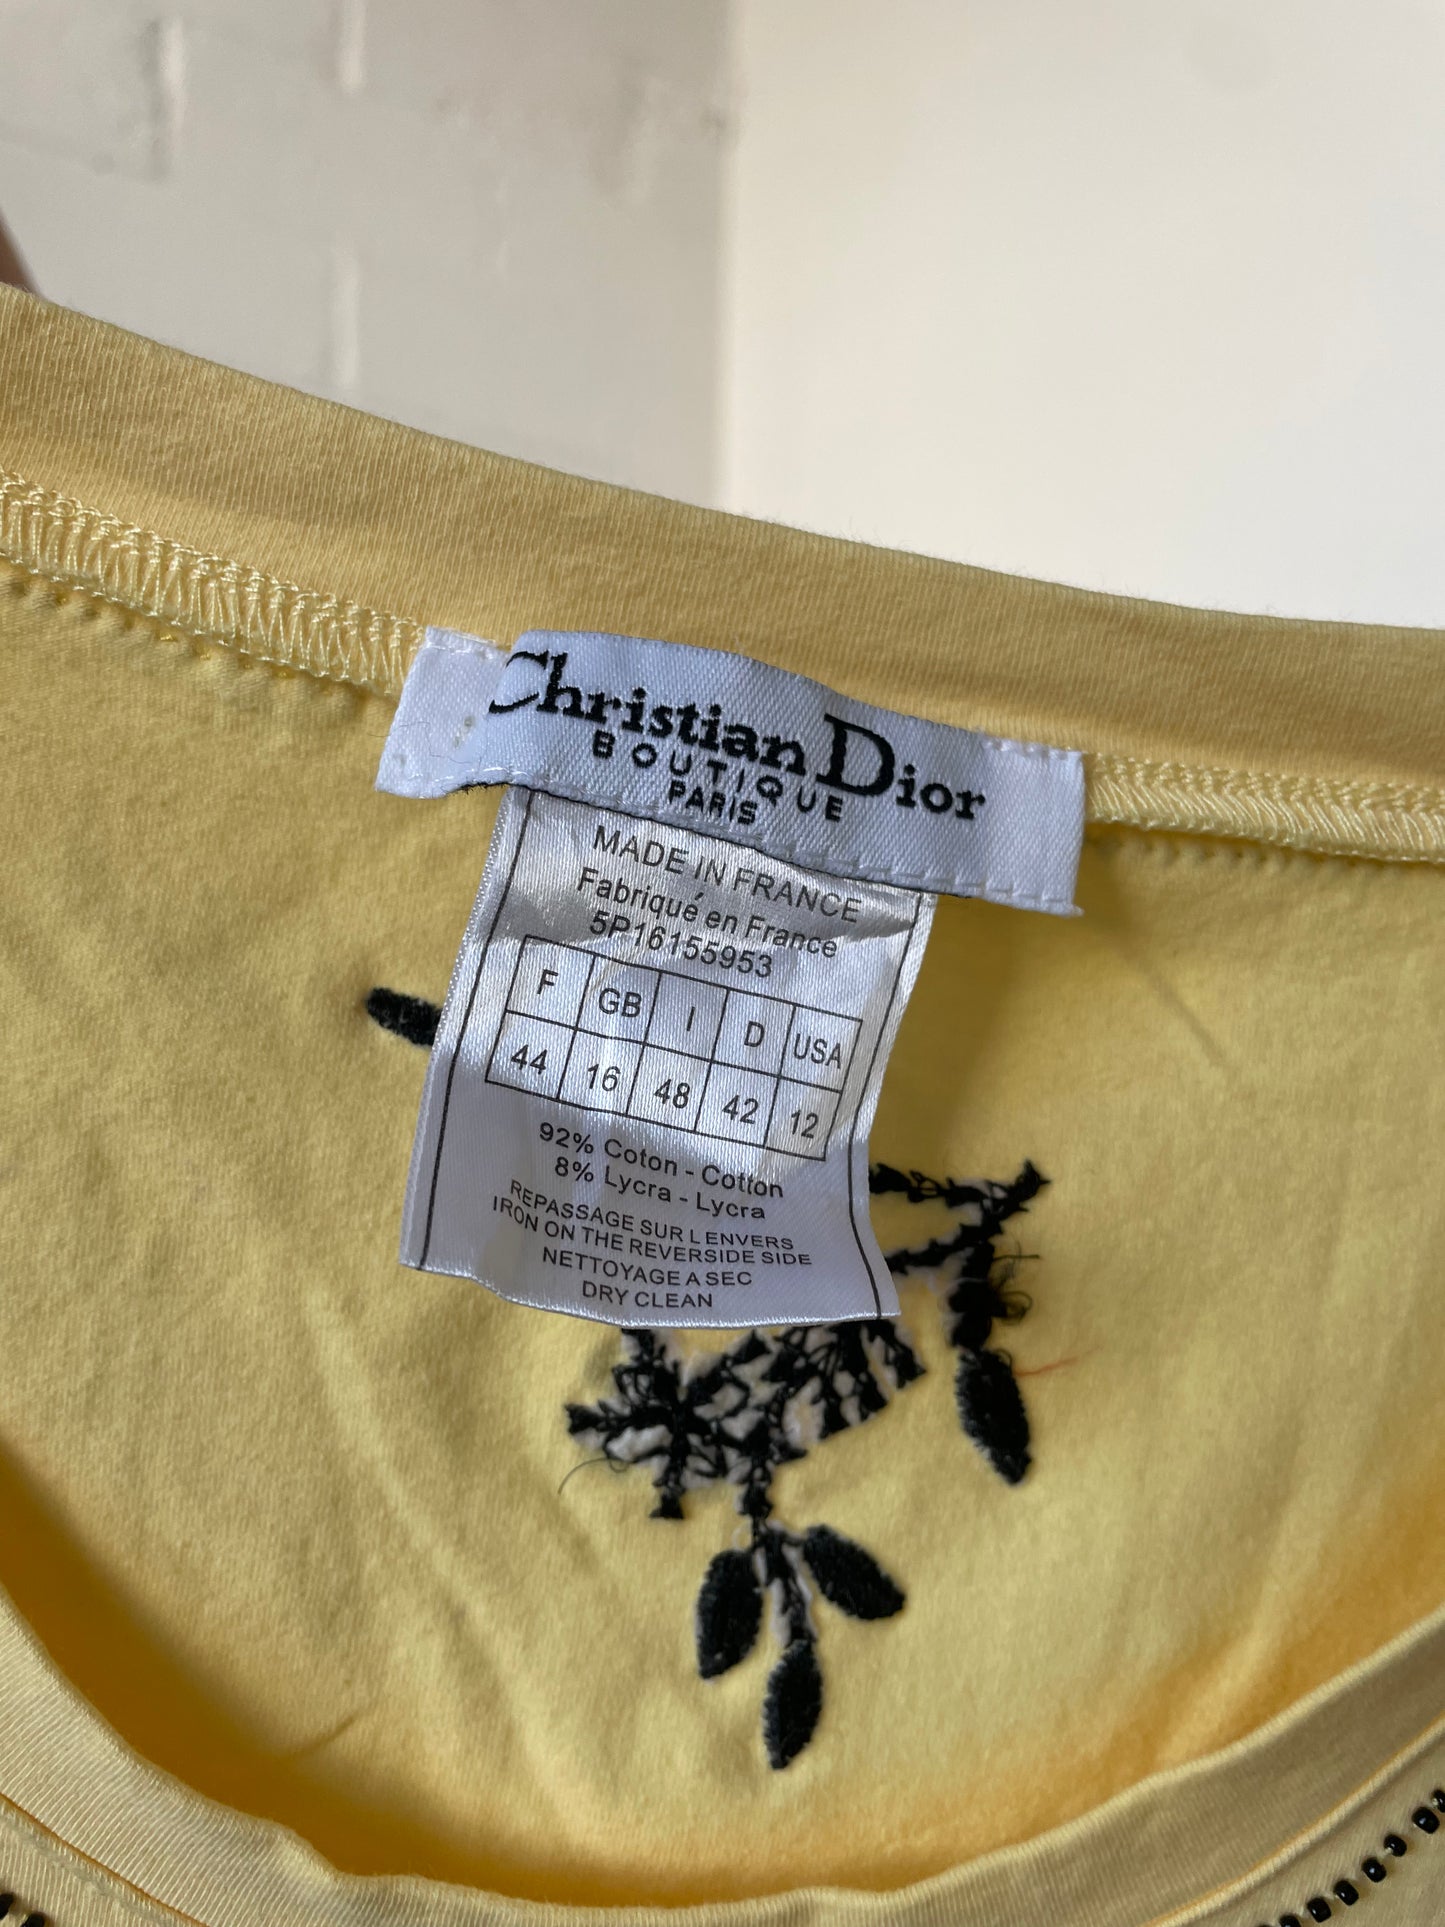 Christian Dior
BOUTIQUE
PARIS
MADE IN FRANCE
Fabriqué en France
5P16155953
F GB I D USA
44 16 48 42 12
92% Coton - Cotton
8% Lycra - Lycra
REPASSAGE SUR LENVERS
IRON ON THE REVERSIDE SIDE
NETTOYAGE A SEC
DRY CLEAN